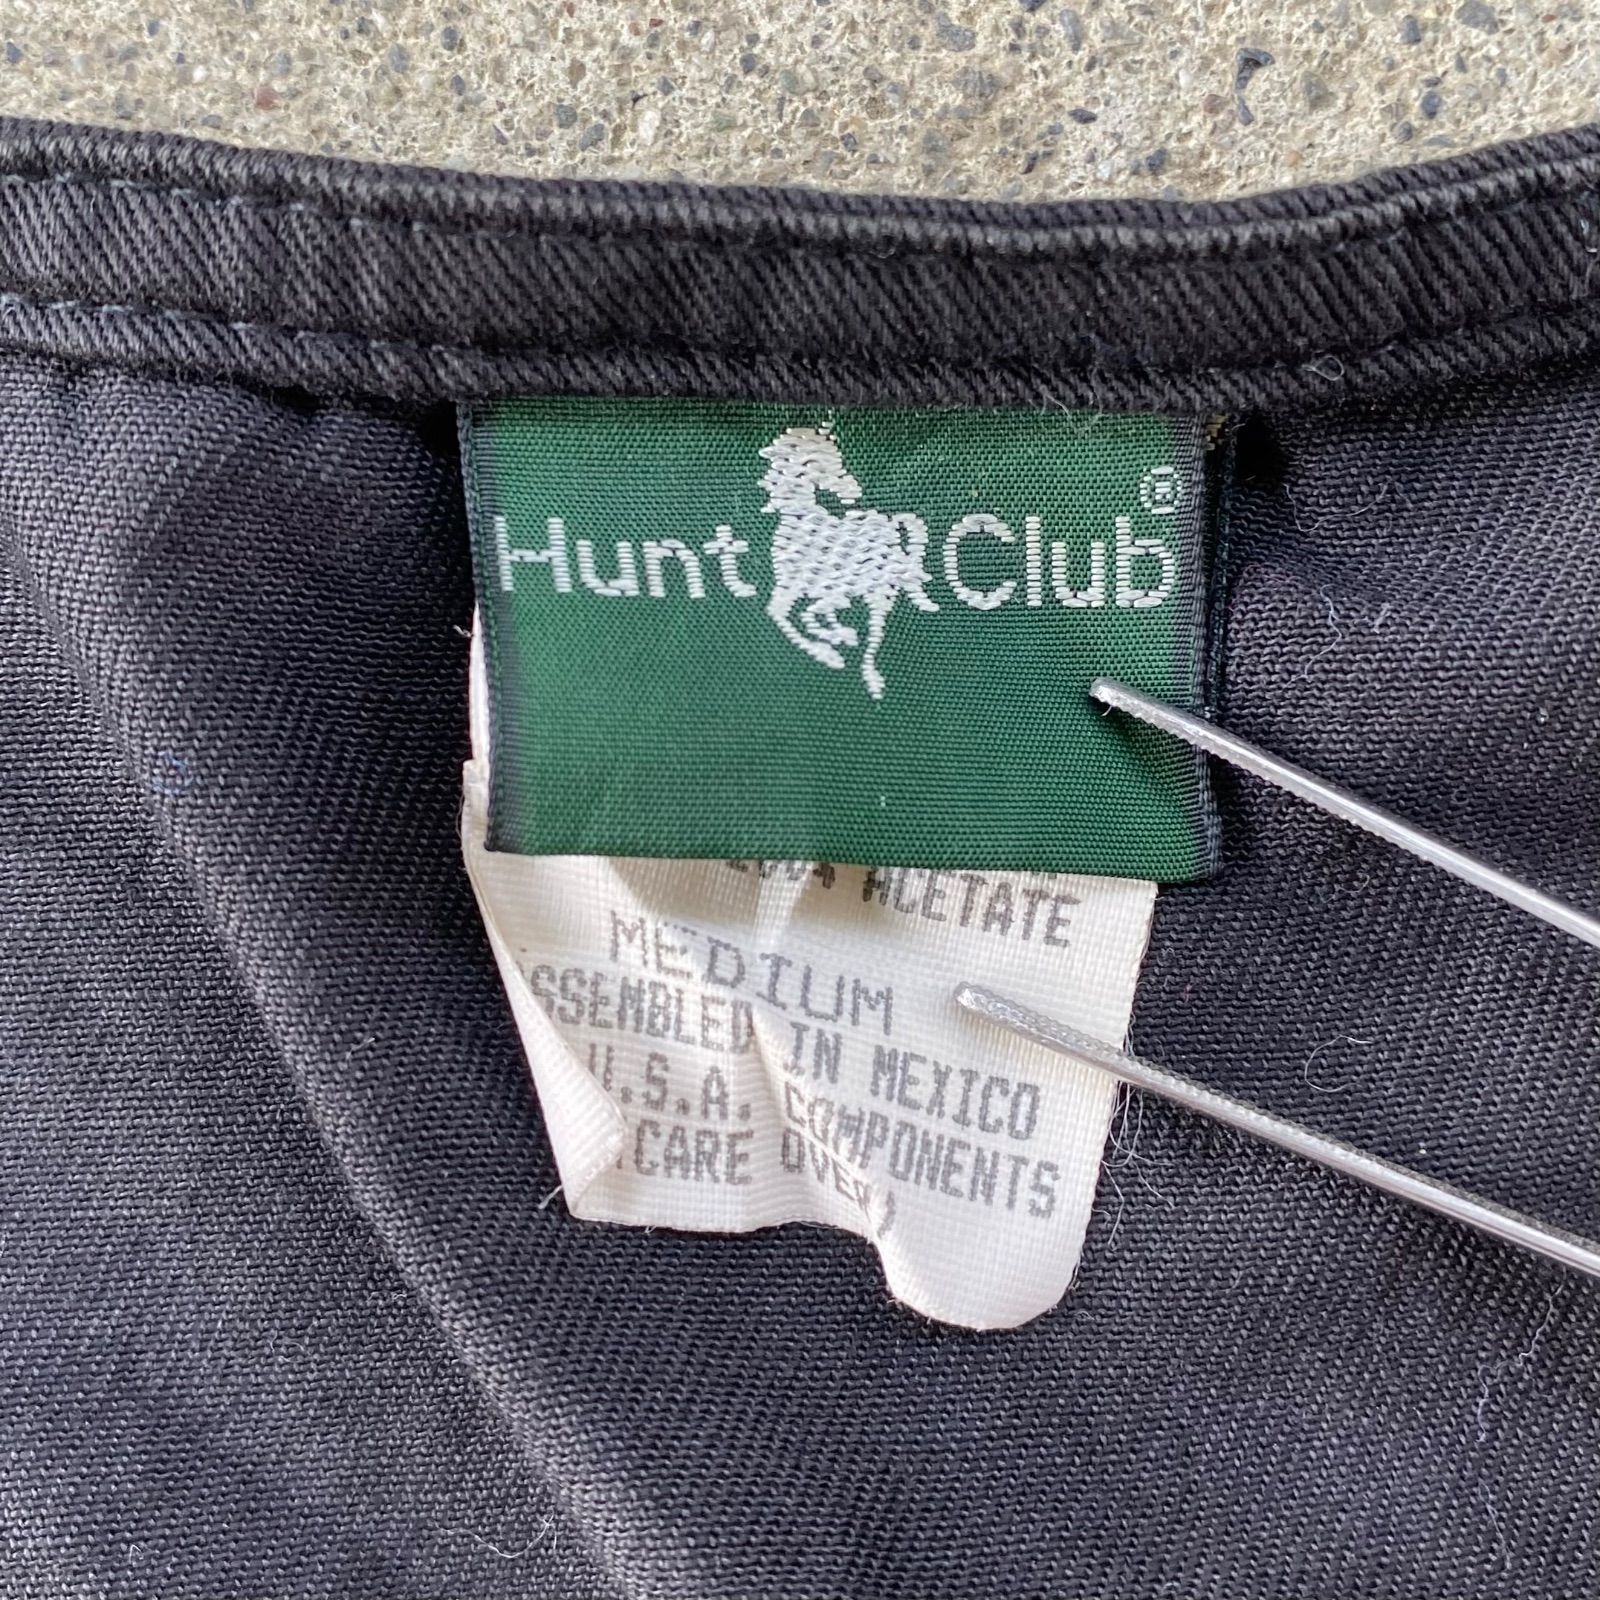 Hunt Club®
ACETATE
MEDIUM
ASSEMBLED IN MEXICO
U.S.A. COMPONENTS
(CARE OVER)